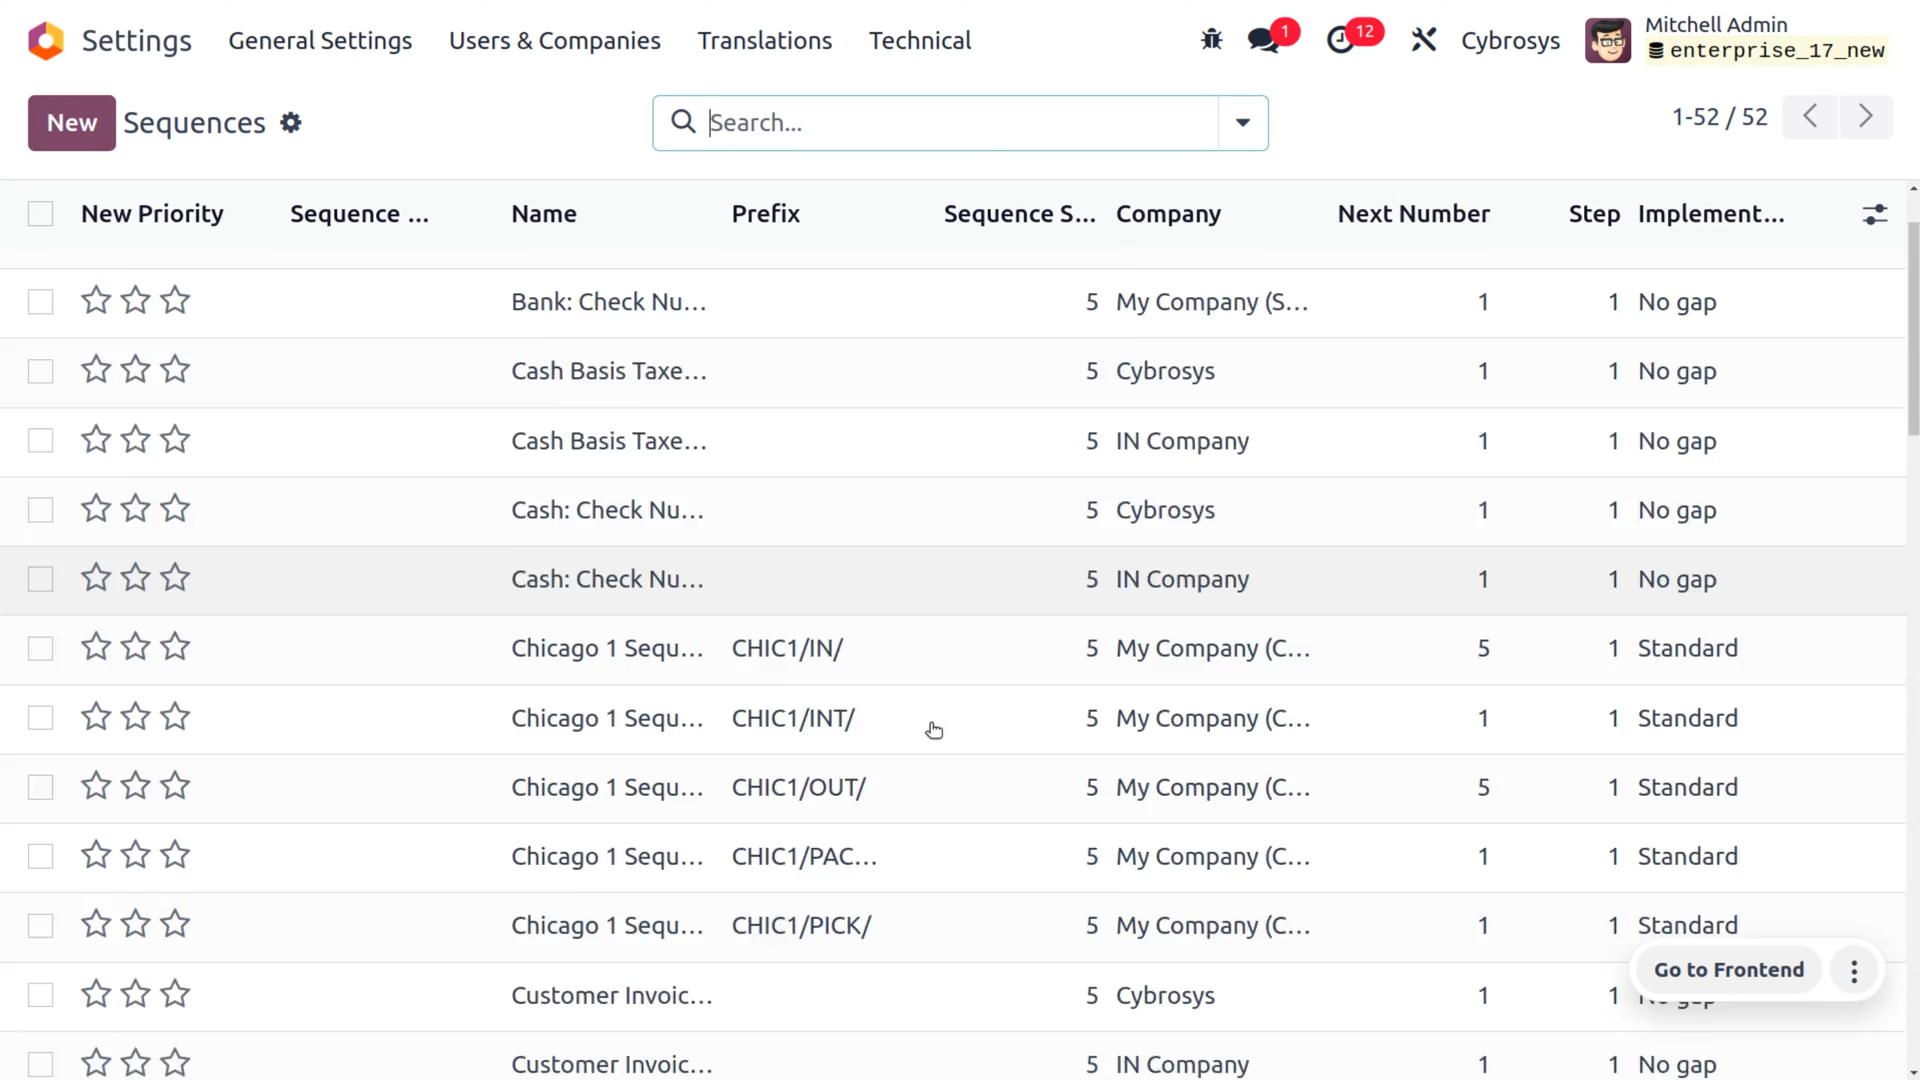 Settings General Settings Users & Companies Translations Technical 1 12 Cybrosys Mitchell Admin
enterprise_17_new
New Sequences Search... 1-52 / 52
New Priority Sequence ... Name Prefix Sequence S... Company Next Number Step Implement...
Bank: Check Nu... 5 My Company (S... 1 1 No gap
Cash Basis Taxe... 5 Cybrosys 1 1 No gap
Cash Basis Taxe... 5 IN Company 1 1 No gap
Cash: Check Nu... 5 Cybrosys 1 1 No gap
Cash: Check Nu... 5 IN Company 1 1 No gap
Chicago 1 Sequ... CHIC1/IN/ 5 My Company (C... 5 1 Standard
Chicago 1 Sequ... CHIC1/INT/ 5 My Company (C... 1 1 Standard
Chicago 1 Sequ... CHIC1/OUT/ 5 My Company (C... 5 1 Standard
Chicago 1 Sequ... CHIC1/PAC... 5 My Company (C... 1 1 Standard
Chicago 1 Sequ... CHIC1/PICK/ 5 My Company (C... 1 1 Standard
Go to Frontend
Customer Invoic... 5 Cybrosys 1 1
Customer Invoic... 5 IN Company 1 1 No gap